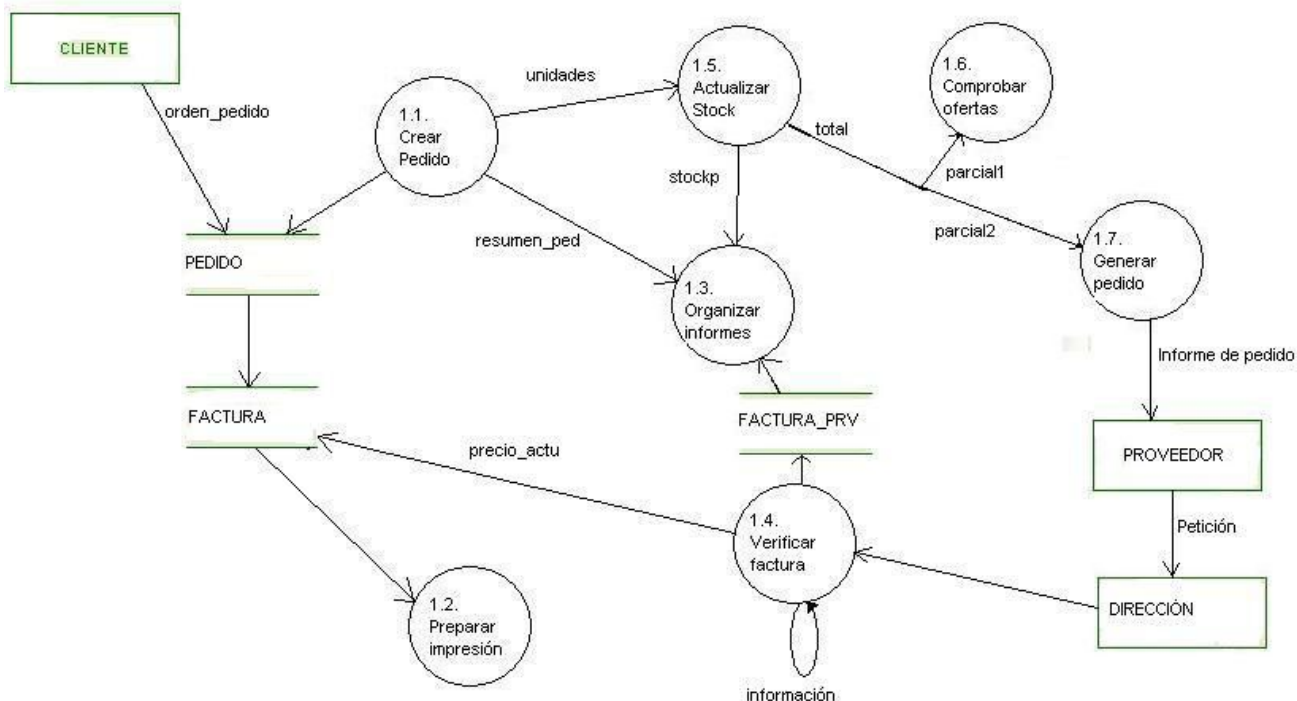 CLIENTE
orden_pedido
1.1.
Crear
Pedido
unidades
1.5.
Actualizar
Stock
1.6.
Comprobar
ofertas
total
parcial1
stockp
resumen_ped
parcial2
1.7.
Generar
pedido
PEDIDO
1.3.
Organizar
informes
Informe de pedido
FACTURA
FACTURA_PRV
precio_actu
PROVEEDOR
1.4.
Verificar
factura
Petición
1.2.
Preparar
impresión
DIRECCIÓN
información